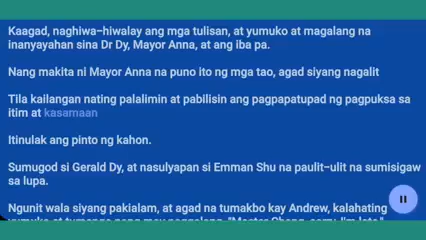 Kaagad, naghiwa-hiwalay ang mga tulisan, at yumuko at magalang na
inanyayahan sina Dr Dy, Mayor Anna, at ang iba pa.
Nang makita ni Mayor Anna na puno ito ng mga tao, agad siyang nagalit
Tila kailangan nating palalimin at pabilisin ang pagpapatupad ng pagpuksa sa
itim at kasamaan
Itinulak ang pinto ng kahon.
Sumugod si Gerald Dy, at nasulyapan si Emman Shu na paulit-ulit na sumisigaw
sa lupa.
Ngunit wala siyang pakialam, at agad na tumakbo kay Andrew, kalahating